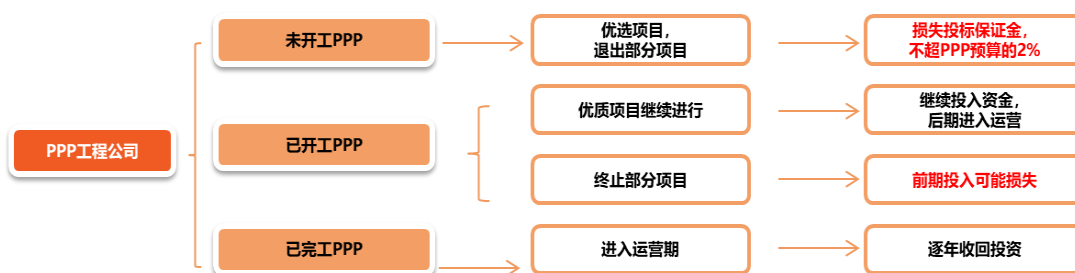 PPP工程公司
未开工PPP
优选项目，
退出部分项目
损失投标保证金，
不超PPP预算的2%
已开工PPP
优质项目继续进行
继续投入资金，
后期进入运营
终止部分项目
前期投入可能损失
已完工PPP
进入运营期
逐年收回投资